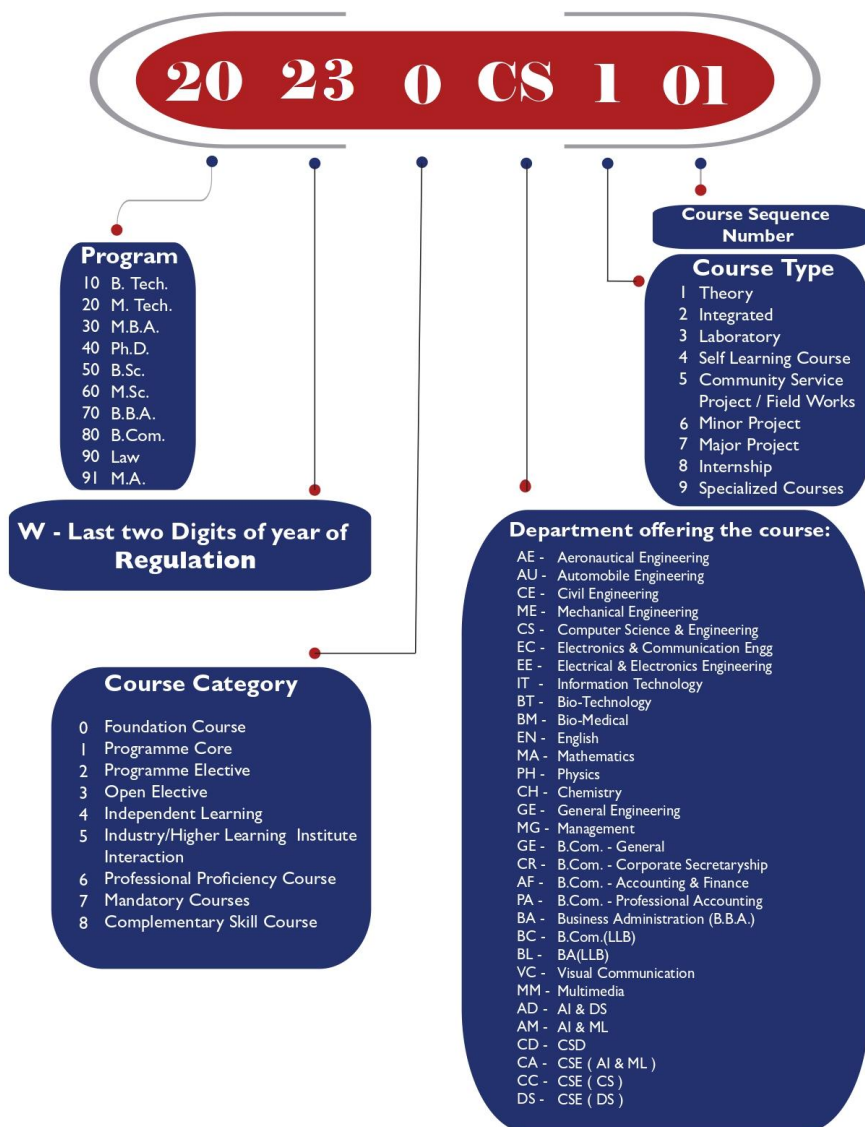 20 23 0 CS 1 01
Program
10 B. Tech.
20 M. Tech.
30 M.B.A.
40 Ph.D.
50 B.Sc.
60 M.Sc.
70 B.B.A.
80 B.Com.
90 Law
91 M.A.
W - Last two Digits of year of
Regulation
Course Category
0 Foundation Course
1 Programme Core
2 Programme Elective
3 Open Elective
4 Independent Learning
5 Industry/Higher Learning Institute
Interaction
6 Professional Proficiency Course
7 Mandatory Courses
8 Complementary Skill Course
Course Sequence
Number
Course Type
1 Theory
2 Integrated
3 Laboratory
4 Self Learning Course
5 Community Service
Project / Field Works
6 Minor Project
7 Major Project
8 Internship
9 Specialized Courses
Department offering the course:
AE - Aeronautical Engineering
AU - Automobile Engineering
CE - Civil Engineering
ME - Mechanical Engineering
CS - Computer Science & Engineering
EC - Electronics & Communication Engg
EE - Electrical & Electronics Engineering
IT - Information Technology
BT - Bio-Technology
BM - Bio-Medical
EN - English
MA - Mathematics
PH - Physics
CH - Chemistry
GE - General Engineering
MG - Management
GE - B.Com. - General
CR - B.Com. - Corporate Secretaryship
AF - B.Com. - Accounting & Finance
PA - B.Com. - Professional Accounting
BA - Business Administration (B.B.A.)
BC - B.Com.(LLB)
BL - BA(LLB)
VC - Visual Communication
MM - Multimedia
AD - AI & DS
AM - AI & ML
CD - CSD
CA - CSE ( AI & ML )
CC - CSE ( CS )
DS - CSE ( DS )